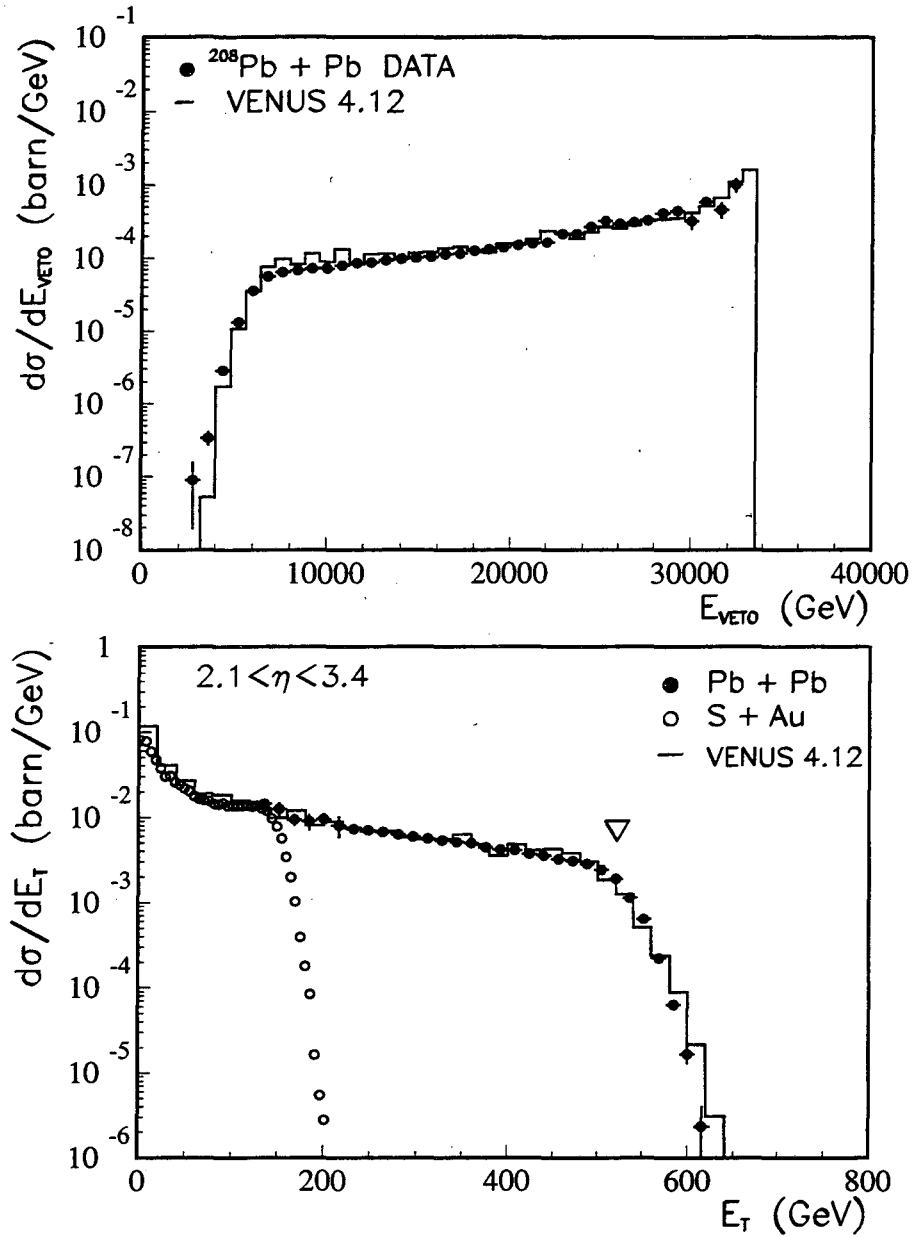 10⁻¹
● ²⁰⁸Pb + Pb DATA
— VENUS 4.12
10⁻²
10⁻³
10⁻⁴
10⁻⁵
10⁻⁶
10⁻⁷
10⁻⁸
dσ/dE_VETO (barn/GeV)
0 10000 20000 30000 40000
E_VETO (GeV)
1
2.1<η<3.4
● Pb + Pb
○ S + Au
— VENUS 4.12
10⁻¹
10⁻²
10⁻³
10⁻⁴
10⁻⁵
10⁻⁶
dσ/dE_T (barn/GeV)
0 200 400 600 800
E_T (GeV)